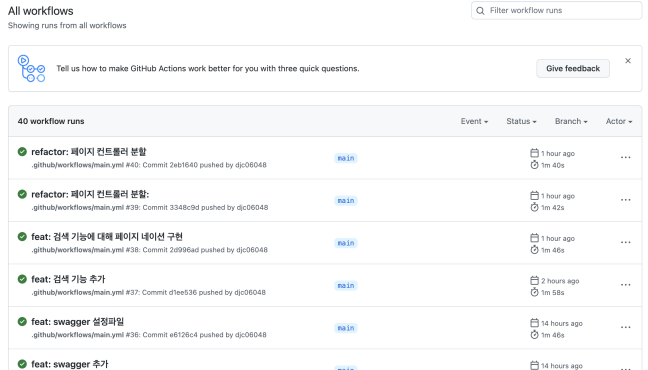 All workflows
Filter workflow runs
Showing runs from all workflows
Tell us how to make GitHub Actions work better for you with three quick questions.
Give feedback
40 workflow runs
Event
Status
Branch
Actor
refactor: 페이지 컨트롤러 분할
.github/workflows/main.yml #40: Commit 2eb1640 pushed by djc06048
main
1 hour ago
1m 40s
refactor: 페이지 컨트롤러 분할;
.github/workflows/main.yml #39: Commit 3348c9d pushed by djc06048
main
1 hour ago
1m 42s
feat: 검색 기능에 대해 페이지 네이션 구현
.github/workflows/main.yml #38: Commit 2d996ad pushed by djc06048
main
1 hour ago
1m 46s
feat: 검색 기능 추가
.github/workflows/main.yml #37: Commit d1ee536 pushed by djc06048
main
2 hours ago
1m 58s
feat: swagger 설정파일
.github/workflows/main.yml #36: Commit e6126c4 pushed by djc06048
main
14 hours ago
1m 46s
feat: swagger 추가
main
14 hours ago